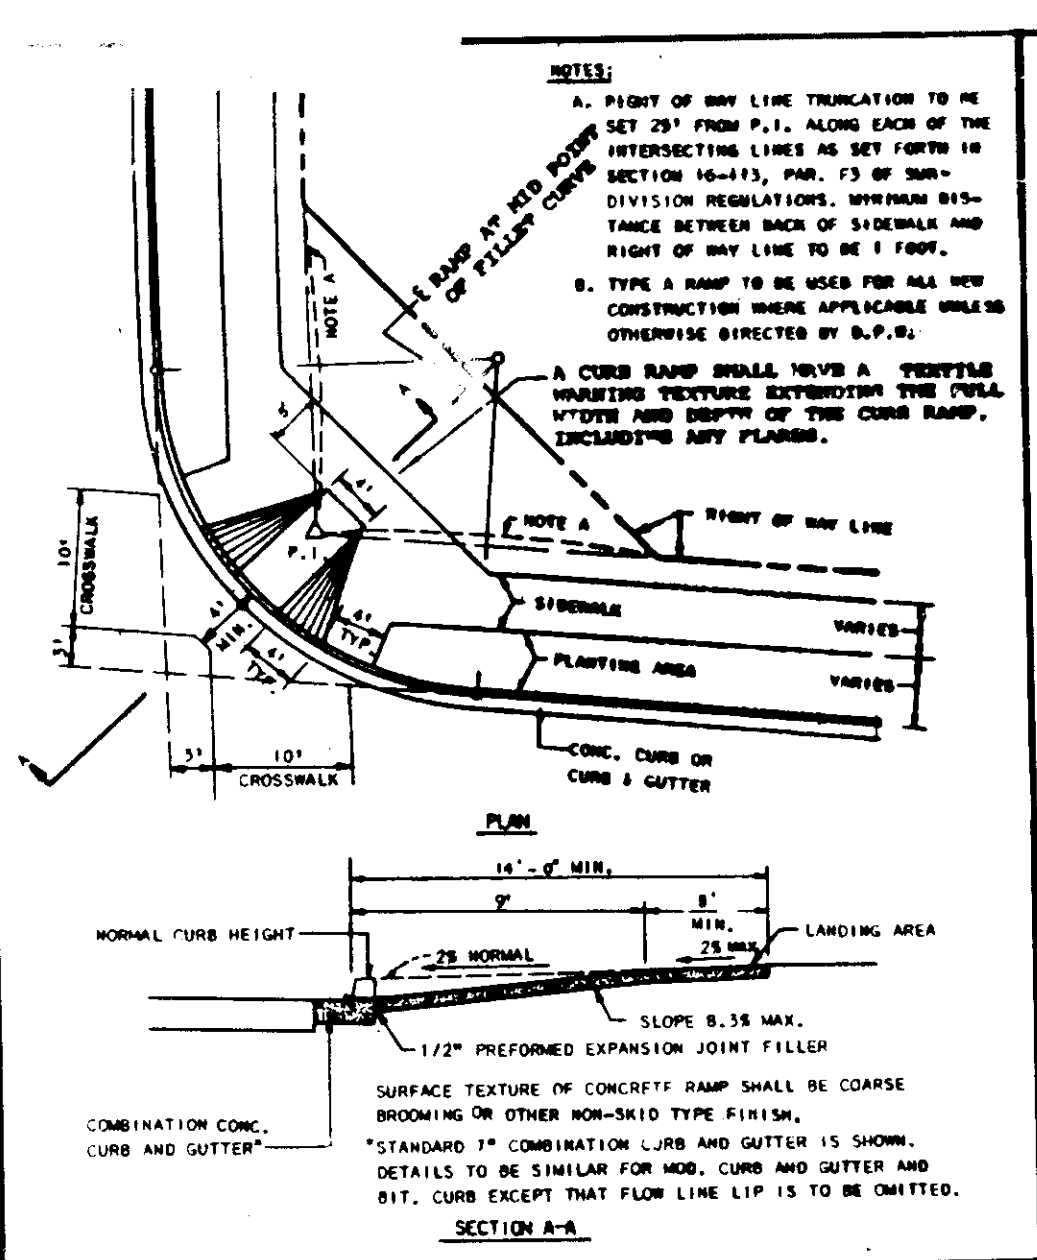 NOTES:
A. RIGHT OF WAY LINE TRUNCATION TO BE
SET 25' FROM P.I. ALONG EACH OF THE
INTERSECTING LINES AS SET FORTH IN
SECTION 16-113, PAR. F3 OF SUB-
DIVISION REGULATIONS. MINIMUM DIS-
TANCE BETWEEN BACK OF SIDEWALK AND
RIGHT OF WAY LINE TO BE 1 FOOT.
B. TYPE A RAMP TO BE USED FOR ALL NEW
CONSTRUCTION WHERE APPLICABLE UNLESS
OTHERWISE DIRECTED BY D.P.W.
A CURB RAMP SHALL HAVE A TEXTILE
WARNING TEXTURE EXTENDING THE FULL
WIDTH AND DEPTH OF THE CURB RAMP,
INCLUDING ANY FLARES.
℄ RAMP AT MID POINT
OF FILLET CURVE
NOTE A
A
4'
P.I.
NOTE A
RIGHT OF WAY LINE
10'
CROSSWALK
3'
4'
MIN.
4'
TYP.
4'
TYP.
SIDEWALK
PLANTING AREA
VARIES
VARIES
A
3'
10'
CROSSWALK
CONC. CURB OR
CURB & GUTTER
PLAN
14'-0" MIN.
9'
MIN.
NORMAL CURB HEIGHT
2% NORMAL
2% MAX
LANDING AREA
SLOPE 8.3% MAX.
1/2" PREFORMED EXPANSION JOINT FILLER
SURFACE TEXTURE OF CONCRETE RAMP SHALL BE COARSE
BROOMING OR OTHER NON-SKID TYPE FINISH.
COMBINATION CONC.
CURB AND GUTTER*
*STANDARD 7" COMBINATION CURB AND GUTTER IS SHOWN.
DETAILS TO BE SIMILAR FOR MOD. CURB AND GUTTER AND
BIT. CURB EXCEPT THAT FLOW LINE LIP IS TO BE OMITTED.
SECTION A-A